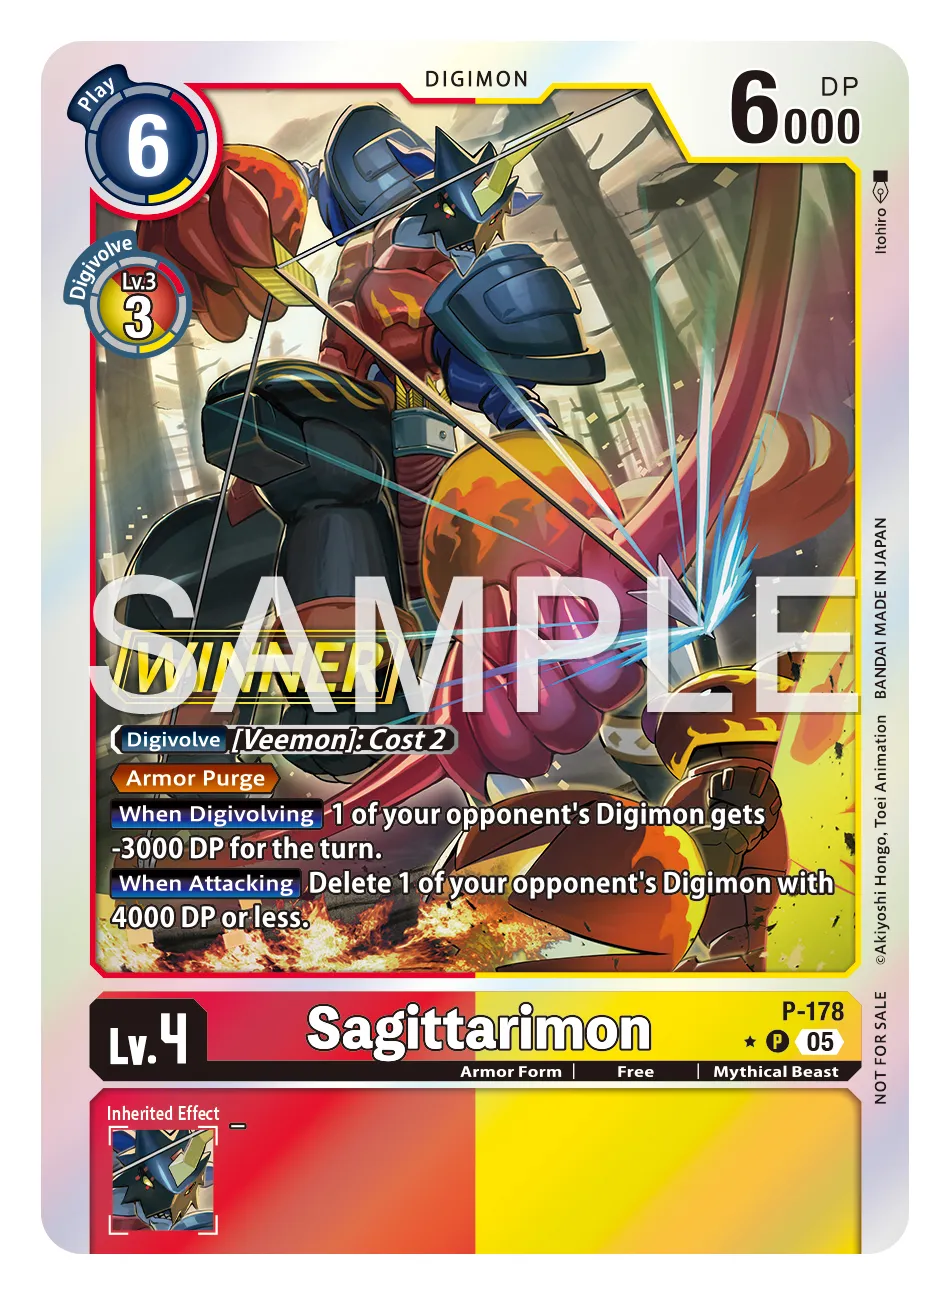 DIGIMON
Play
6
DP
6000
Digivolve
Lv.3
3
Itohiro
SAMPLE
WINNER
Digivolve [Veemon]: Cost 2
Armor Purge
When Digivolving 1 of your opponent's Digimon gets
-3000 DP for the turn.
When Attacking Delete 1 of your opponent's Digimon with
4000 DP or less.
©Akiyoshi Hongo, Toei Animation BANDAI MADE IN JAPAN
NOT FOR SALE
Lv.4
Sagittarimon
P-178
P 05
Armor Form | Free | Mythical Beast
Inherited Effect
–